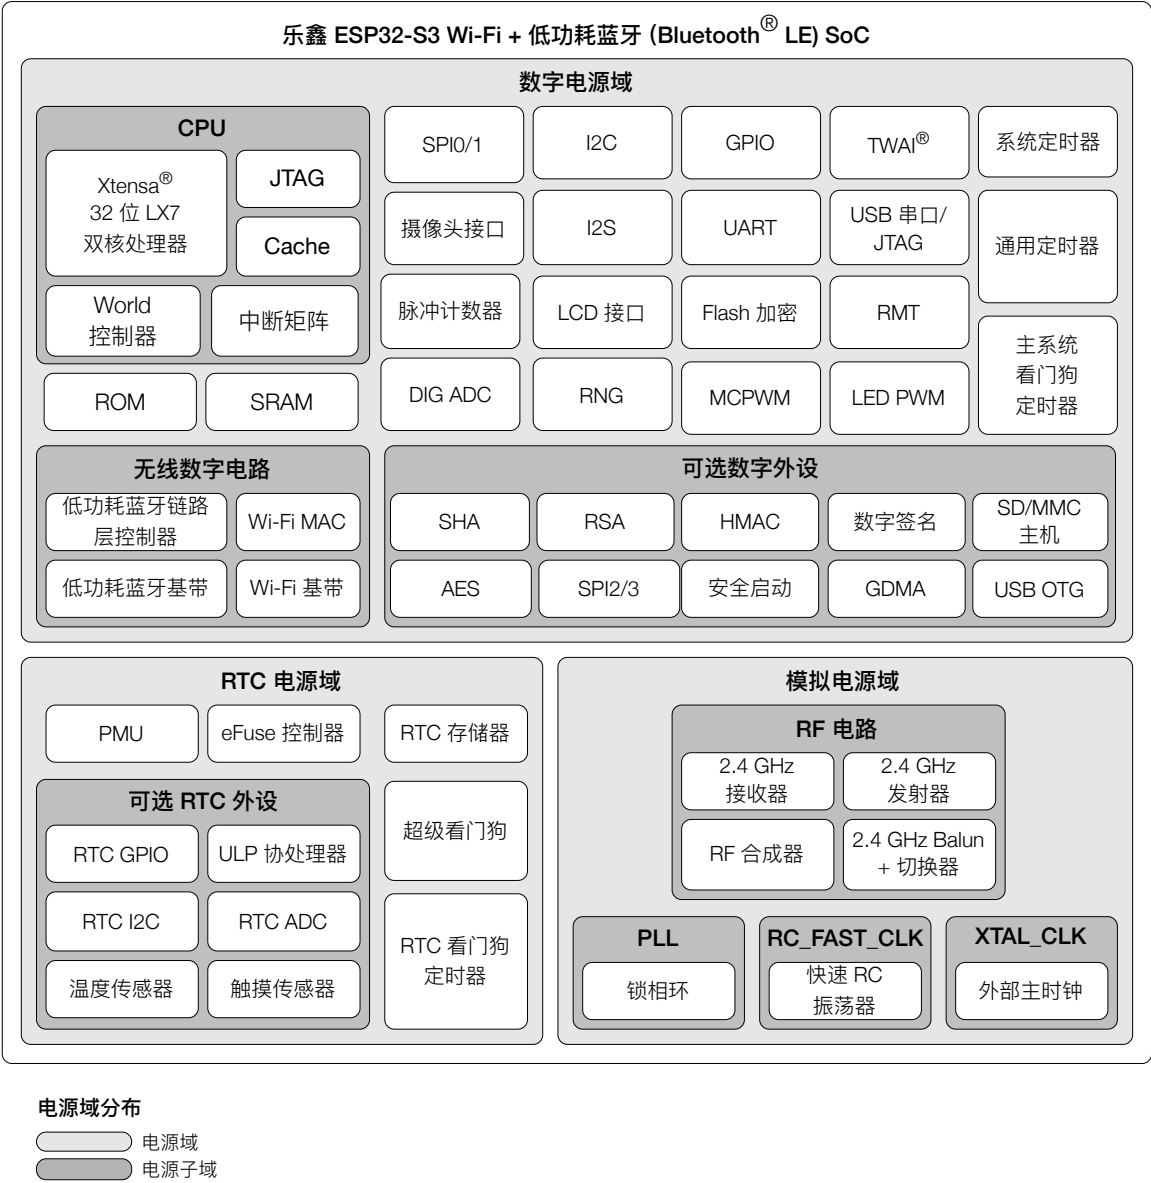 乐鑫 ESP32-S3 Wi-Fi + 低功耗蓝牙 (Bluetooth® LE) SoC
数字电源域
CPU
Xtensa®
32 位 LX7
双核处理器
JTAG
Cache
World
控制器
中断矩阵
ROM
SRAM
SPI0/1
I2C
GPIO
TWAI®
系统定时器
摄像头接口
I2S
UART
USB 串口/
JTAG
通用定时器
脉冲计数器
LCD 接口
Flash 加密
RMT
主系统
看门狗
定时器
DIG ADC
RNG
MCPWM
LED PWM
无线数字电路
低功耗蓝牙链路
层控制器
Wi-Fi MAC
低功耗蓝牙基带
Wi-Fi 基带
可选数字外设
SHA
RSA
HMAC
数字签名
SD/MMC
主机
AES
SPI2/3
安全启动
GDMA
USB OTG
RTC 电源域
PMU
eFuse 控制器
RTC 存储器
可选 RTC 外设
RTC GPIO
ULP 协处理器
RTC I2C
RTC ADC
温度传感器
触摸传感器
超级看门狗
RTC 看门狗
定时器
模拟电源域
RF 电路
2.4 GHz
接收器
2.4 GHz
发射器
RF 合成器
2.4 GHz Balun
+ 切换器
PLL
锁相环
RC_FAST_CLK
快速 RC
振荡器
XTAL_CLK
外部主时钟
电源域分布
电源域
电源子域